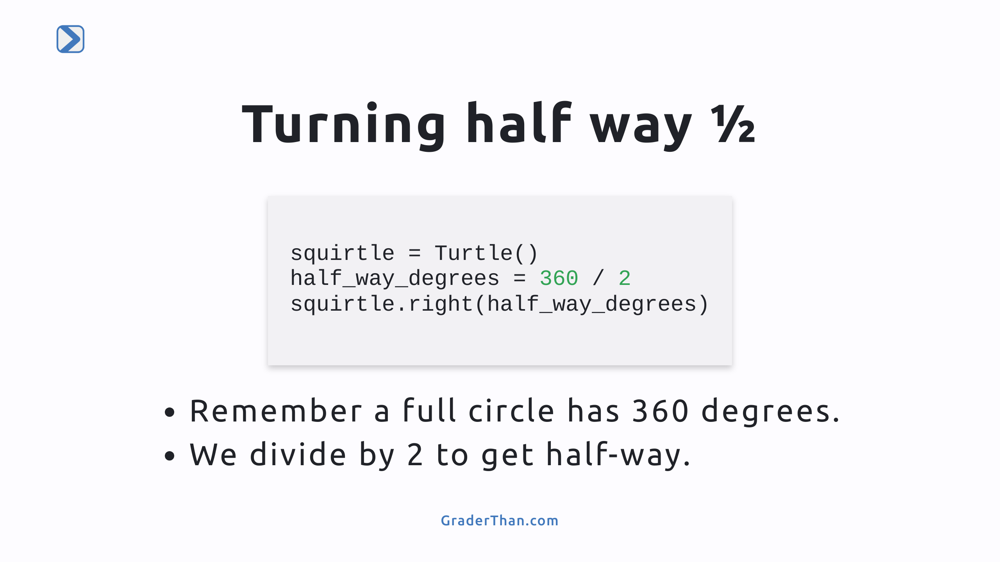 Turning half way ½
squirtle = Turtle()
half_way_degrees = 360 / 2
squirtle.right(half_way_degrees)
• Remember a full circle has 360 degrees.
• We divide by 2 to get half-way.
GraderThan.com